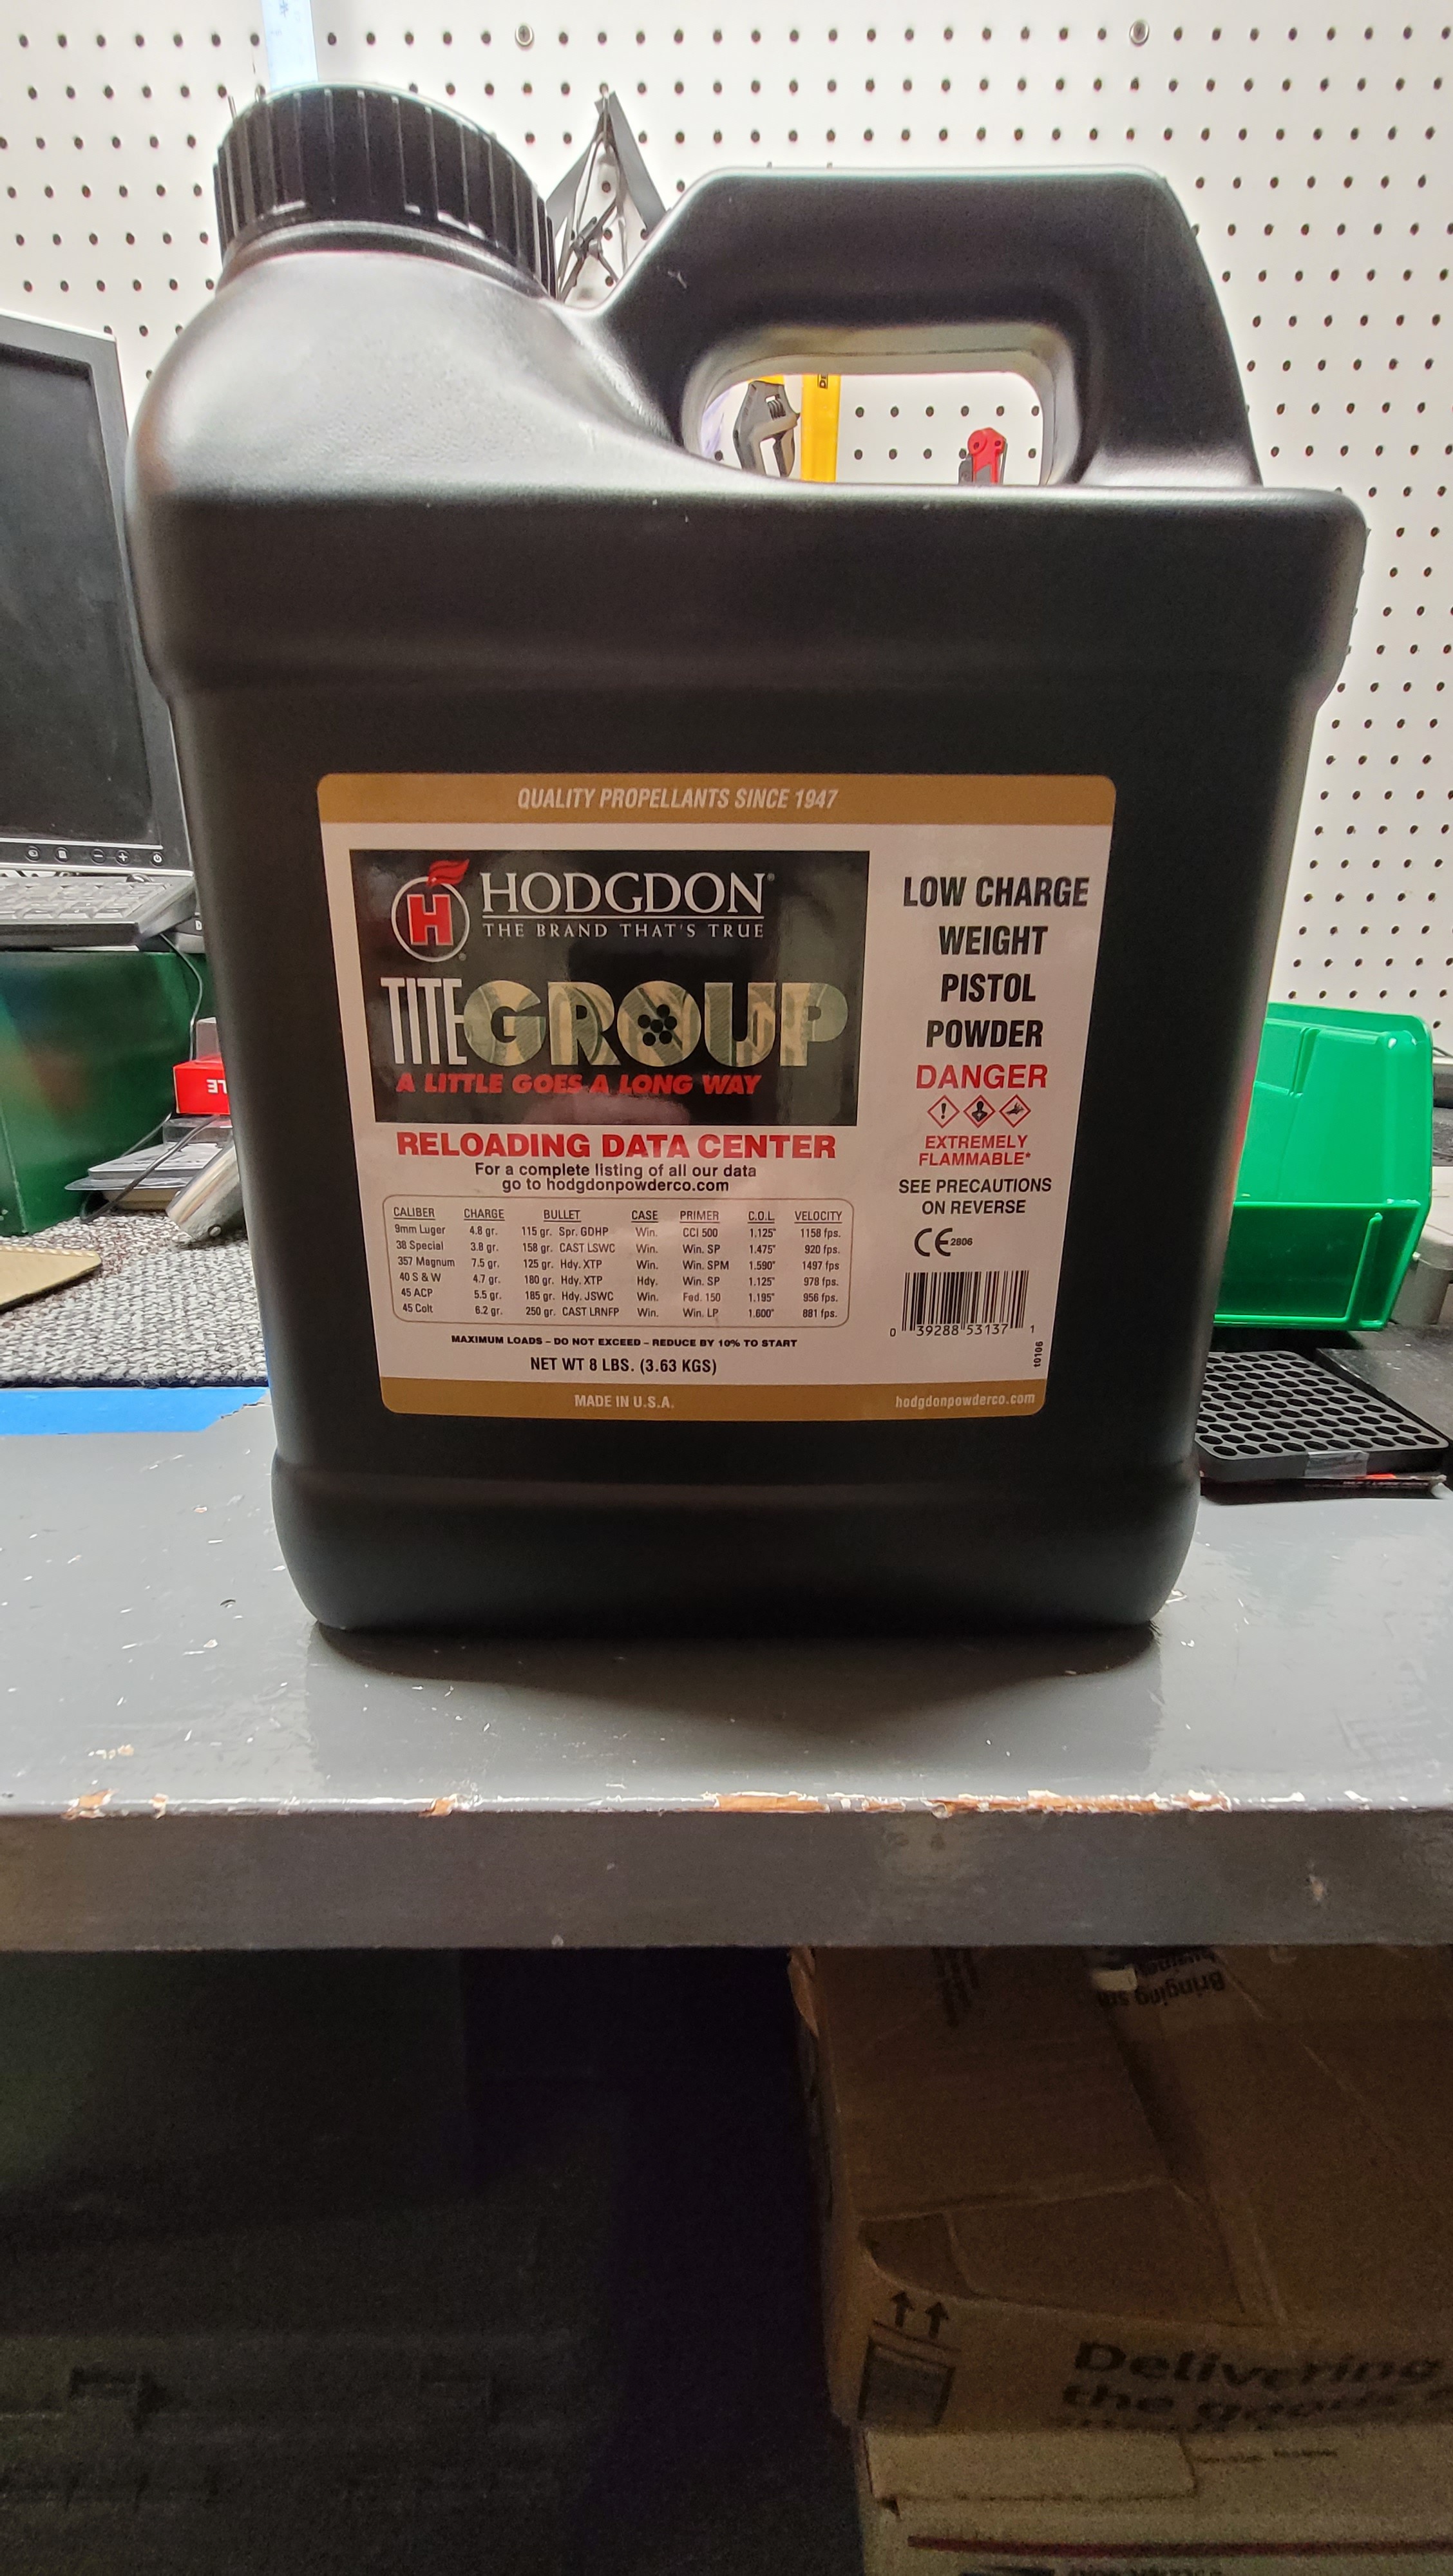 QUALITY PROPELLANTS SINCE 1947
H HODGDON®
THE BRAND THAT'S TRUE
TITEGROUP
A LITTLE GOES A LONG WAY
RELOADING DATA CENTER
For a complete listing of all our data
go to hodgdonpowderco.com
CALIBER CHARGE BULLET CASE PRIMER C.O.L VELOCITY
9mm Luger 4.8 gr. 115 gr. Spr. GDHP Win. CCI 500 1.125" 1158 fps.
38 Special 3.8 gr. 158 gr. CAST LSWC Win. Win. SP 1.475" 920 fps.
357 Magnum 7.5 gr. 125 gr. Hdy. XTP Win. Win. SPM 1.590" 1497 fps
40 S & W 4.7 gr. 180 gr. Hdy. XTP Hdy. Win. SP 1.125" 978 fps.
45 ACP 5.5 gr. 185 gr. Hdy. JSWC Win. Fed. 150 1.195" 956 fps.
45 Colt 6.2 gr. 250 gr. CAST LRNFP Win. Win. LP 1.600" 881 fps.
MAXIMUM LOADS – DO NOT EXCEED – REDUCE BY 10% TO START
NET WT 8 LBS. (3.63 KGS)
MADE IN U.S.A.
LOW CHARGE
WEIGHT
PISTOL
POWDER
DANGER
EXTREMELY
FLAMMABLE*
SEE PRECAUTIONS
ON REVERSE
CE 2806
0 39288 53137 1
t0106
hodgdonpowderco.com
Bringing
Delivering
the goods